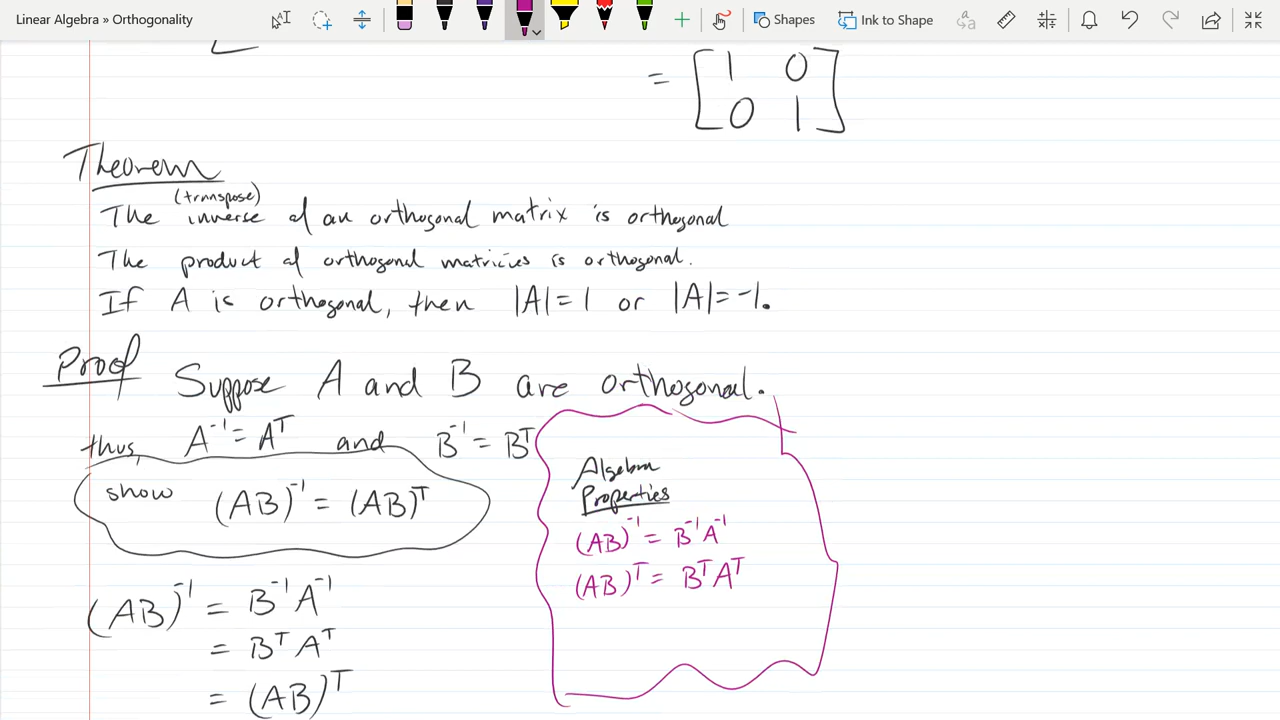 Linear Algebra » Orthogonality
Shapes
Ink to Shape
= [1 0
0 1]
Theorem
(transpose)
The inverse of an orthogonal matrix is orthogonal
The product of orthogonal matricies is orthogonal.
If A is orthogonal, then |A| = 1 or |A| = -1.
Proof Suppose A and B are orthogonal.
thus, A⁻¹ = Aᵀ and B⁻¹ = Bᵀ
show (AB)⁻¹ = (AB)ᵀ
Algebra
Properties
(AB)⁻¹ = B⁻¹A⁻¹
(AB)ᵀ = BᵀAᵀ
(AB)⁻¹ = B⁻¹A⁻¹
= BᵀAᵀ
= (AB)ᵀ